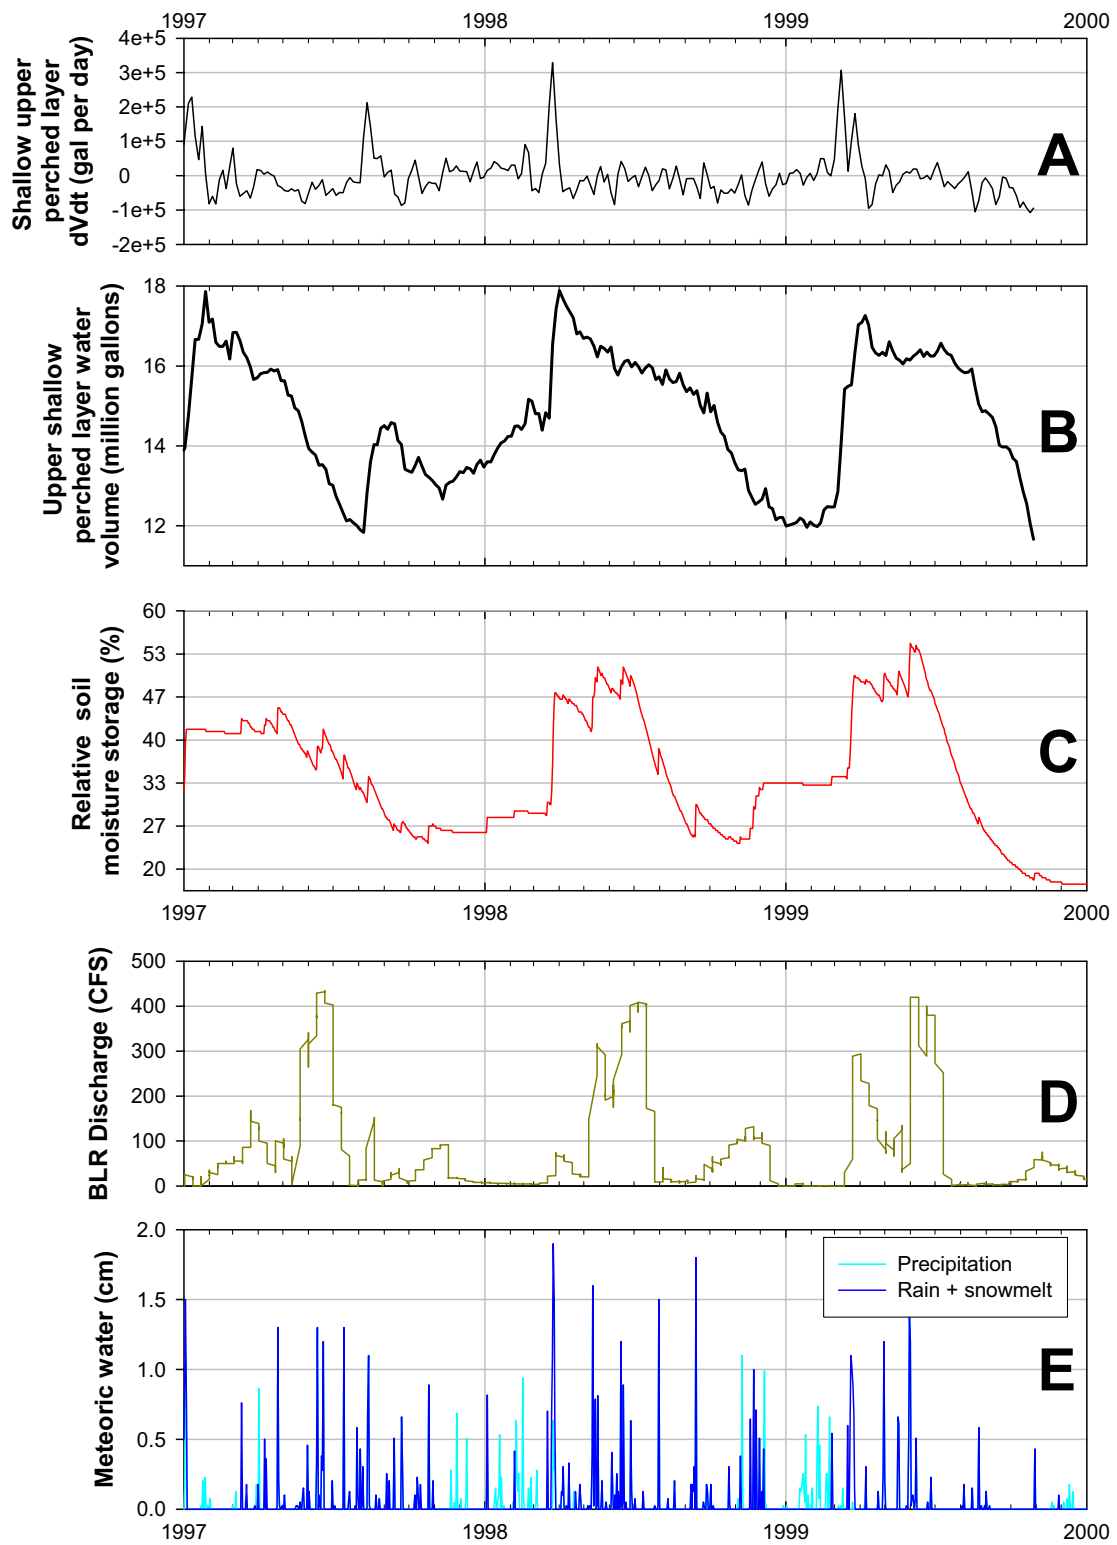 1997 1998 1999 2000
Shallow upper
perched layer
dVdt (gal per day)
4e+5
3e+5
2e+5
1e+5
0
-1e+5
-2e+5
A
Upper shallow
perched layer water
volume (million gallons)
18
16
14
12
B
Relative soil
moisture storage (%)
60
53
47
40
33
27
20
C
1997 1998 1999 2000
BLR Discharge (CFS)
500
400
300
200
100
0
D
Meteoric water (cm)
2.0
1.5
1.0
0.5
0.0
Precipitation
Rain + snowmelt
E
1997 1998 1999 2000